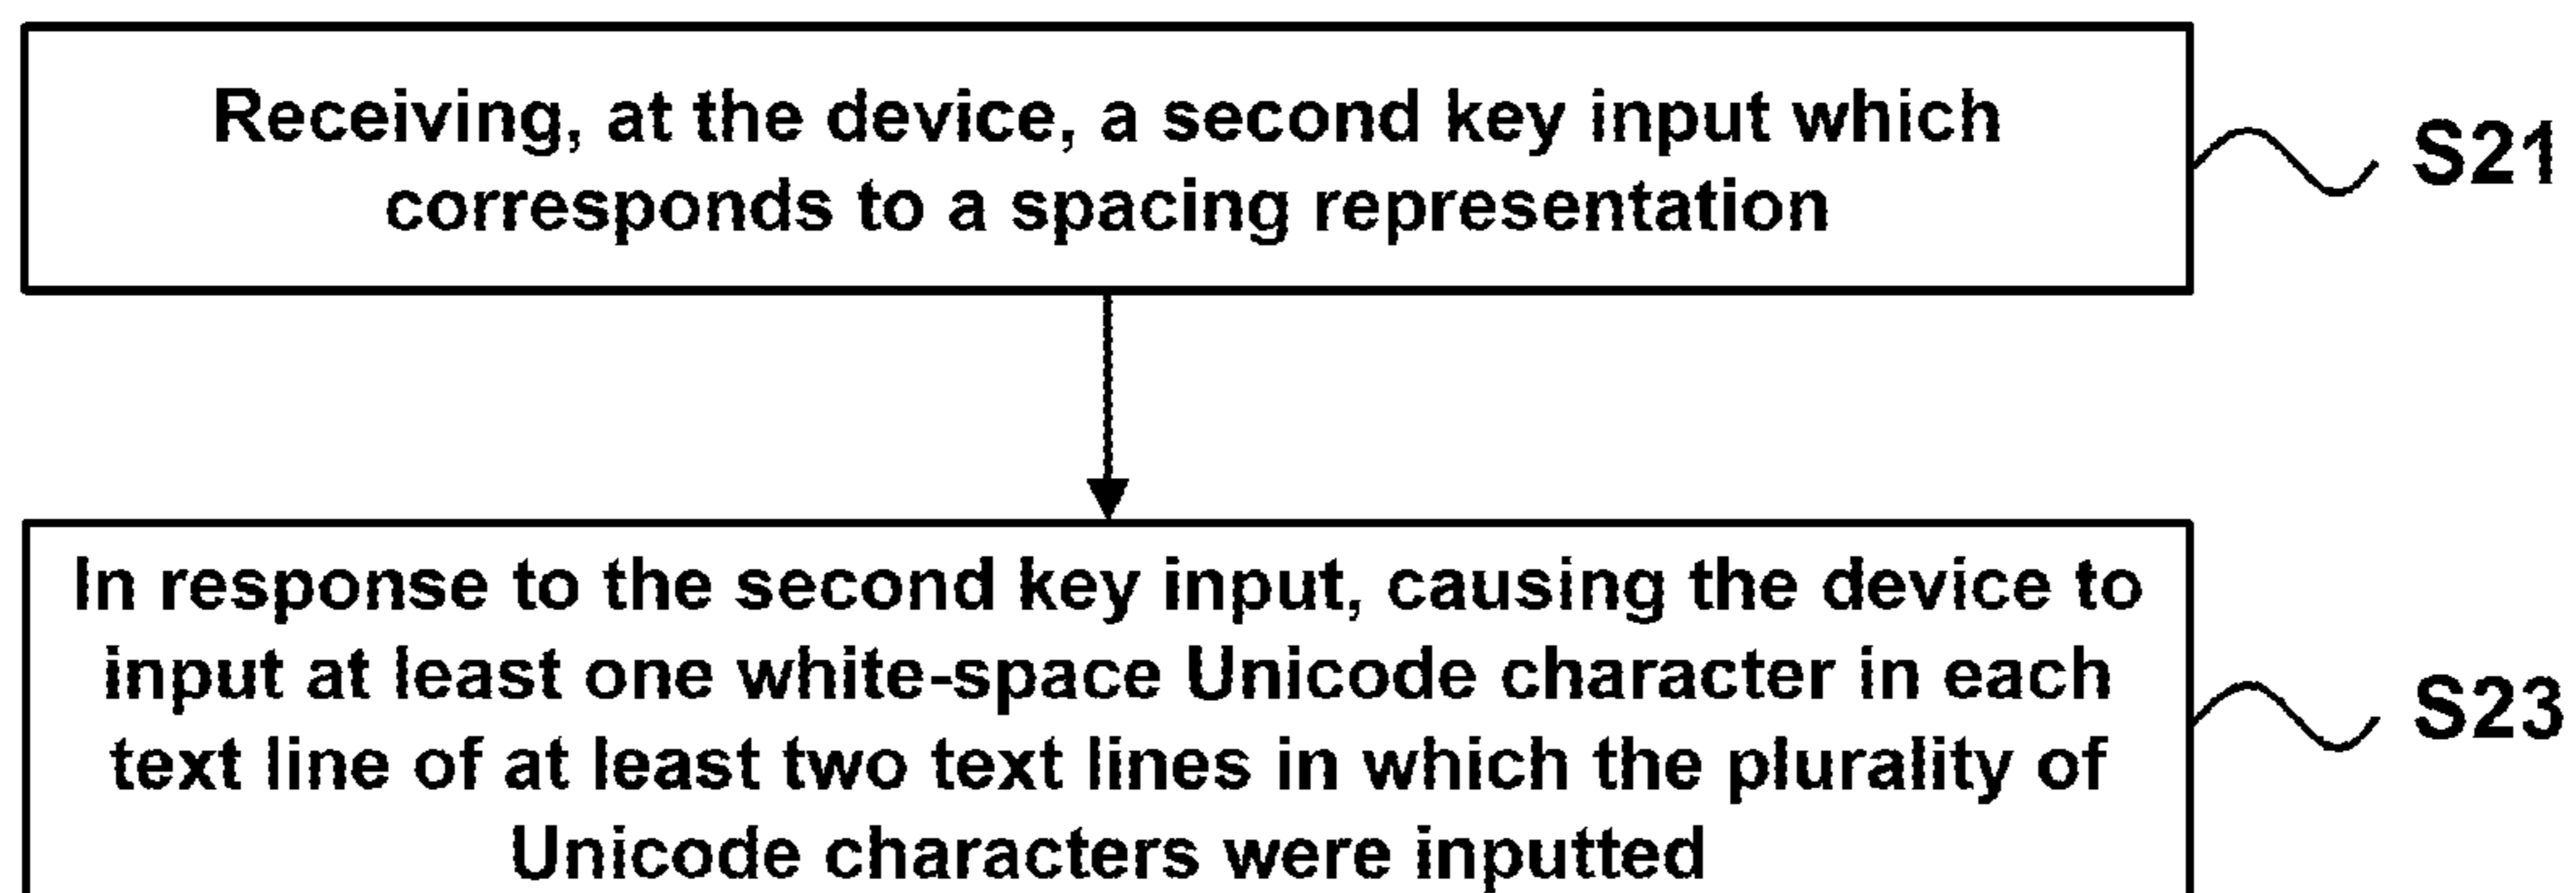 Receiving, at the device, a second key input which
corresponds to a spacing representation
S21
In response to the second key input, causing the device to
input at least one white-space Unicode character in each
text line of at least two text lines in which the plurality of
Unicode characters were inputted
S23